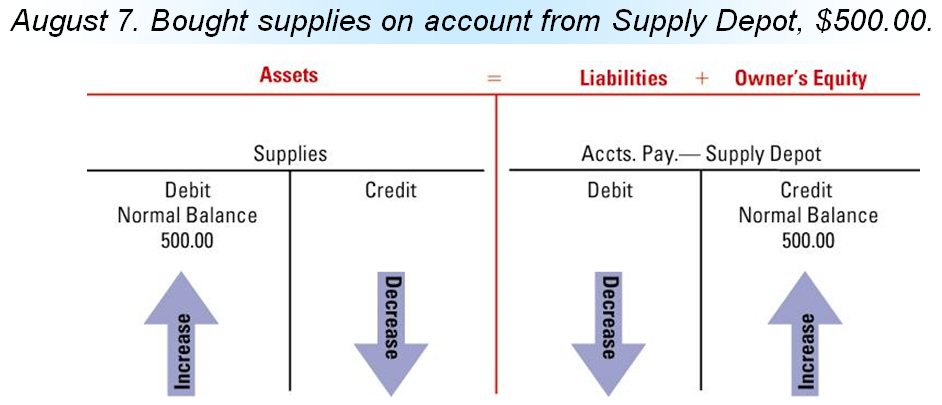 August 7. Bought supplies on account from Supply Depot, $500.00.
Assets = Liabilities + Owner's Equity
Supplies
Accts. Pay.— Supply Depot
Debit Credit Debit Credit
Normal Balance Normal Balance
500.00 500.00
Increase Decrease Decrease Increase